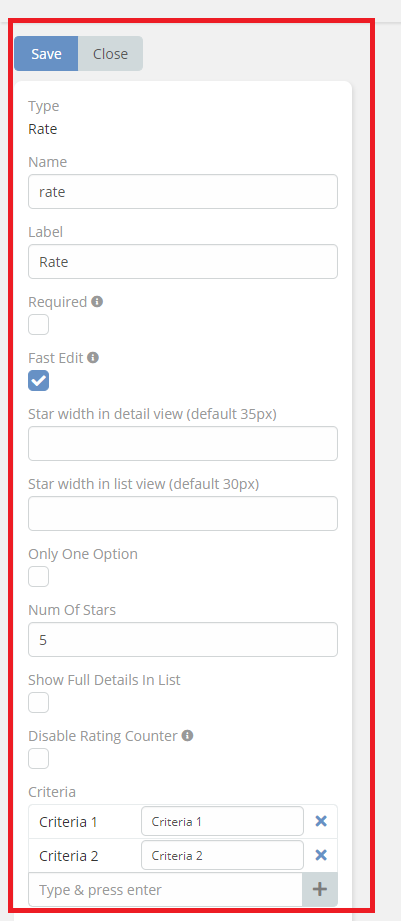 Save Close
Type
Rate
Name
rate
Label
Rate
Required
Fast Edit
Star width in detail view (default 35px)
Star width in list view (default 30px)
Only One Option
Num Of Stars
5
Show Full Details In List
Disable Rating Counter
Criteria
Criteria 1 Criteria 1
Criteria 2 Criteria 2
Type & press enter